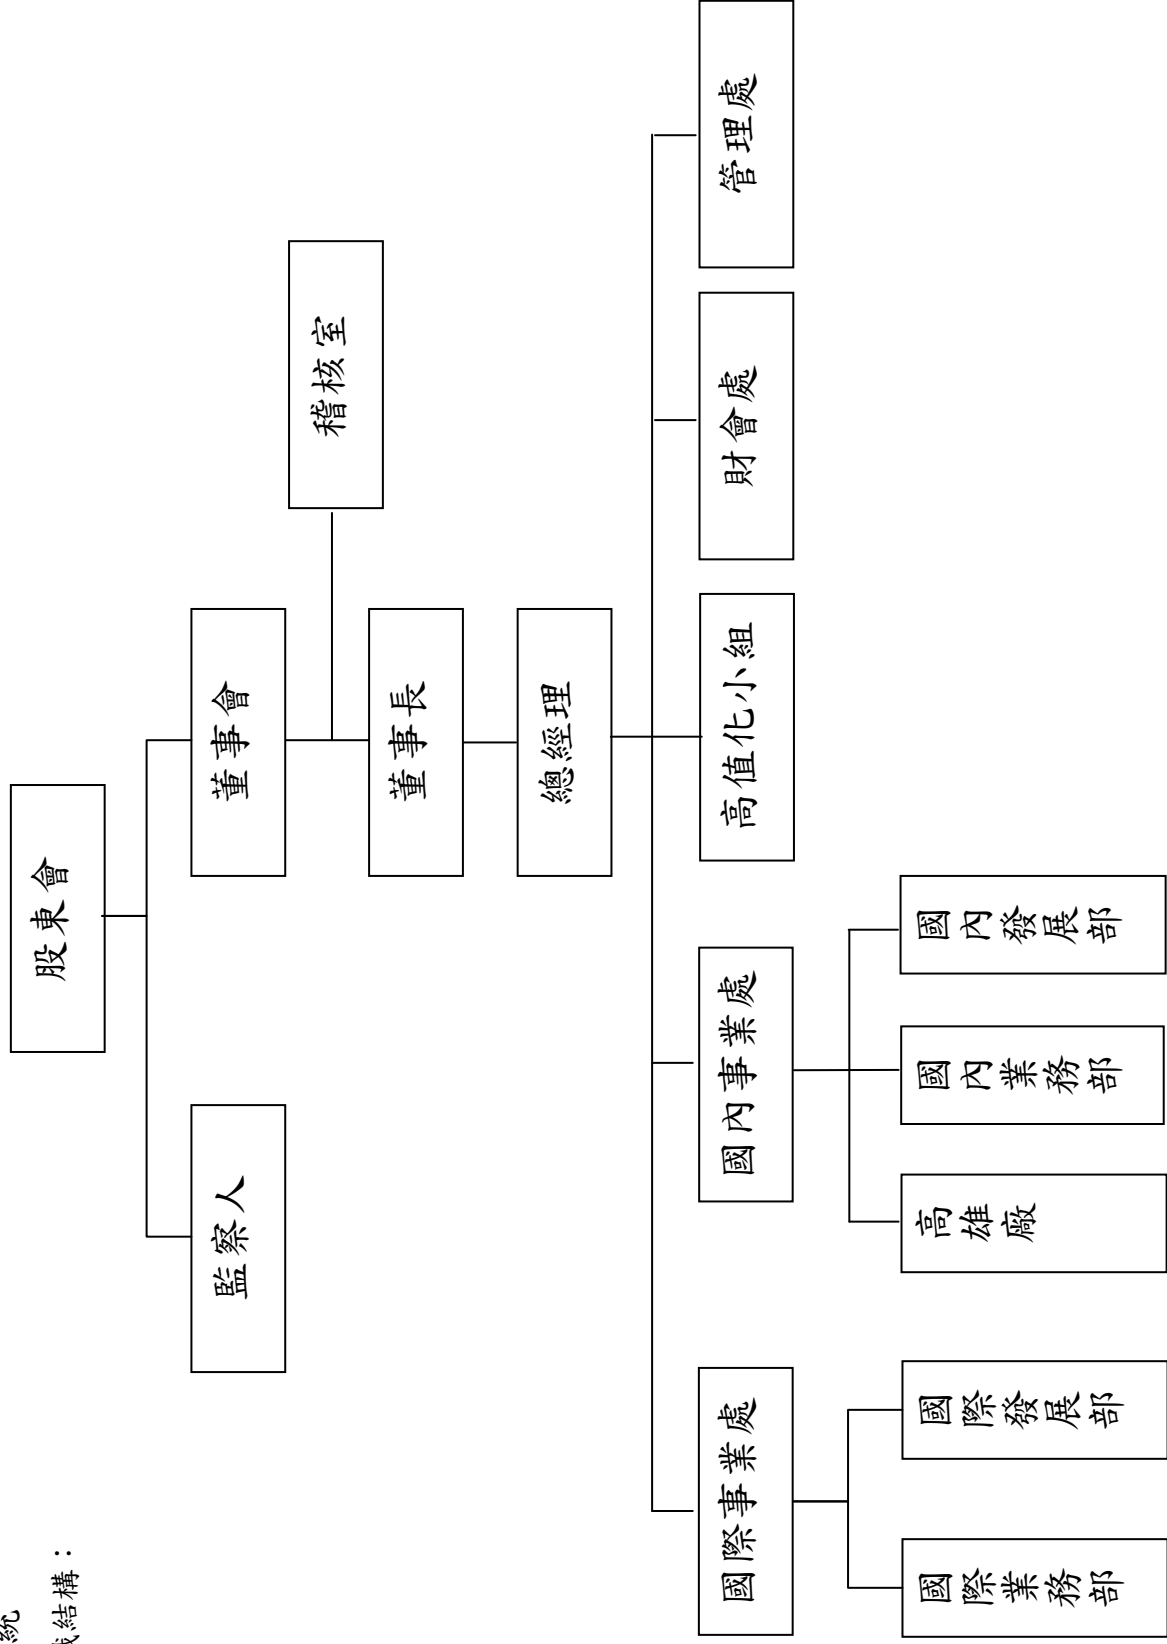 統
結構：
股東會
監察人
董事會
稽核室
董事長
總經理
國際事業處
國內事業處
高值化小組
財會處
管理處
國際業務部
國際發展部
高雄廠
國內業務部
國內發展部